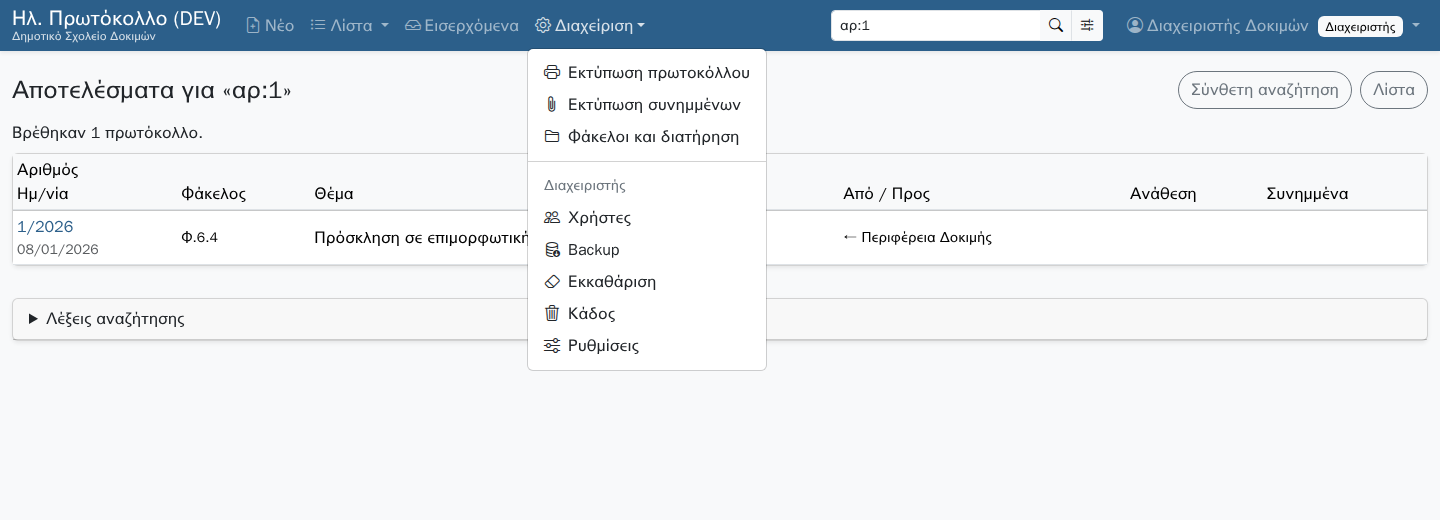 Ηλ. Πρωτόκολλο (DEV)
Δημοτικό Σχολείο Δοκιμών
Νέο
Λίστα
Εισερχόμενα
Διαχείριση
αρ:1
Διαχειριστής Δοκιμών
Διαχειριστής
Εκτύπωση πρωτοκόλλου
Εκτύπωση συνημμένων
Φάκελοι και διατήρηση
Διαχειριστής
Χρήστες
Backup
Εκκαθάριση
Κάδος
Ρυθμίσεις
Αποτελέσματα για «αρ:1»
Σύνθετη αναζήτηση
Λίστα
Βρέθηκαν 1 πρωτόκολλο.
Αριθμός
Ημ/νία Φάκελος Θέμα Από / Προς Ανάθεση Συνημμένα
1/2026
08/01/2026
Φ.6.4
Πρόσκληση σε επιμορφωτική
← Περιφέρεια Δοκιμής
Λέξεις αναζήτησης